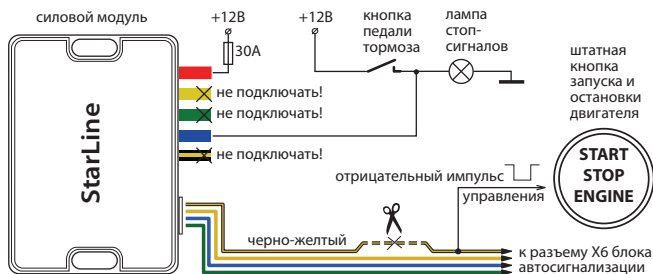 силовой модуль
+12В
30А
+12В
кнопка
педали
тормоза
лампа
стоп-
сигналов
штатная
кнопка
запуска и
остановки
двигателя
не подключать!
не подключать!
не подключать!
StarLine
START
STOP
ENGINE
отрицательный импульс
управления
черно-желтый
к разъему X6 блока
автосигнализации